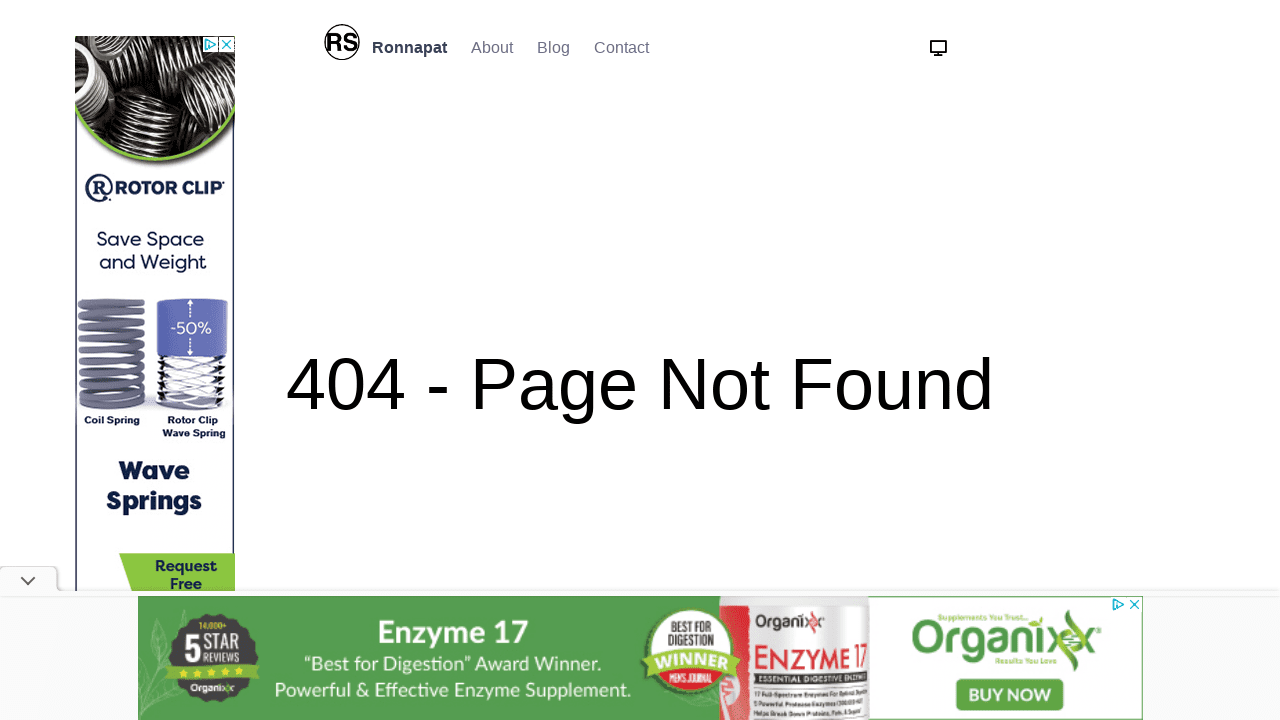 RS Ronnapat About Blog Contact
R ROTOR CLIP
Save Space
and Weight
-50%
Coil Spring
Rotor Clip
Wave Spring
Wave
Springs
Request
Free
404 - Page Not Found
14,000+
5 STAR
REVIEWS
Organixx
Enzyme 17
“Best for Digestion” Award Winner.
Powerful & Effective Enzyme Supplement.
BEST FOR
DIGESTION
WINNER
MEN'S JOURNAL
Organixx
ENZYME 17
ESSENTIAL DIGESTIVE ENZYMES
Supplements You Trust...
Organixx
Results You Love
BUY NOW